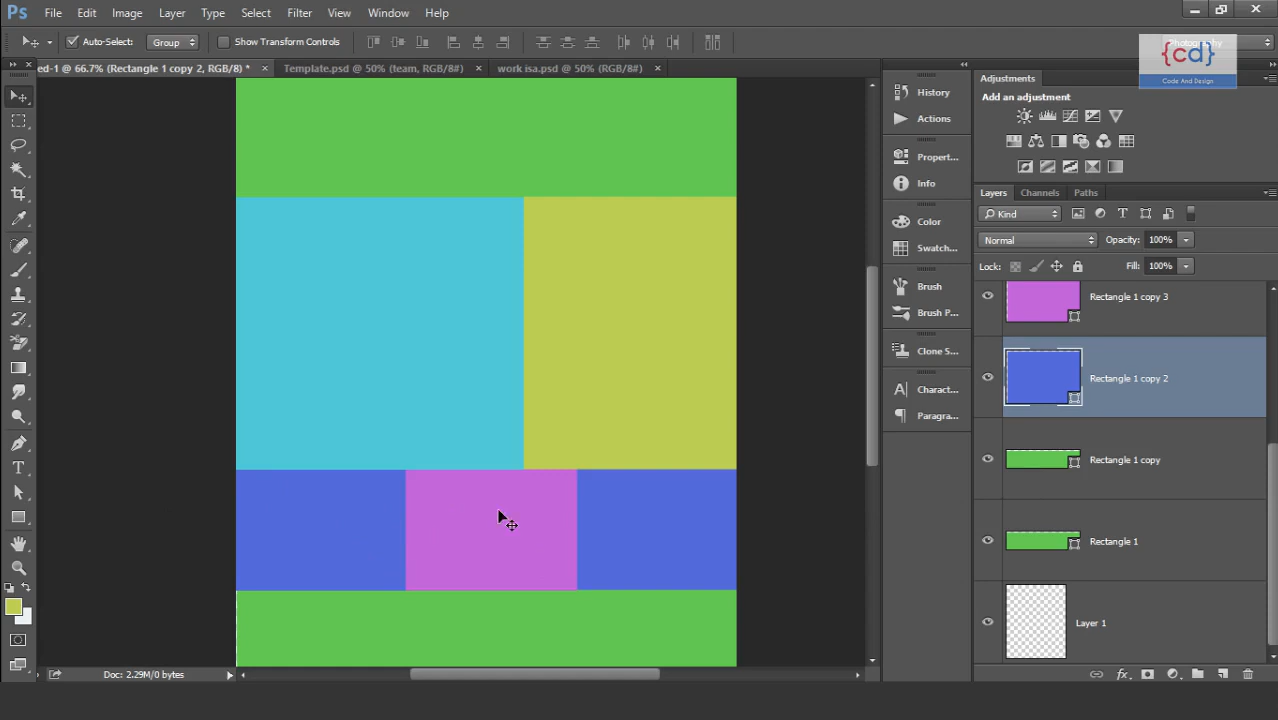 Ps File Edit Image Layer Type Select Filter View Window Help
Auto-Select: Group Show Transform Controls Photography
{cd}
Code And Design
ed-1 @ 66.7% (Rectangle 1 copy 2, RGB/8) * × Template.psd @ 50% (team, RGB/8#) × work isa.psd @ 50% (RGB/8#) ×
History
Actions
Propert...
Info
Color
Swatch...
Brush
Brush P...
Clone S...
Charact...
Paragra...
Adjustments
Add an adjustment
Layers Channels Paths
Kind
Normal Opacity: 100%
Lock: Fill: 100%
Rectangle 1 copy 3
Rectangle 1 copy 2
Rectangle 1 copy
Rectangle 1
Layer 1
Doc: 2.29M/0 bytes